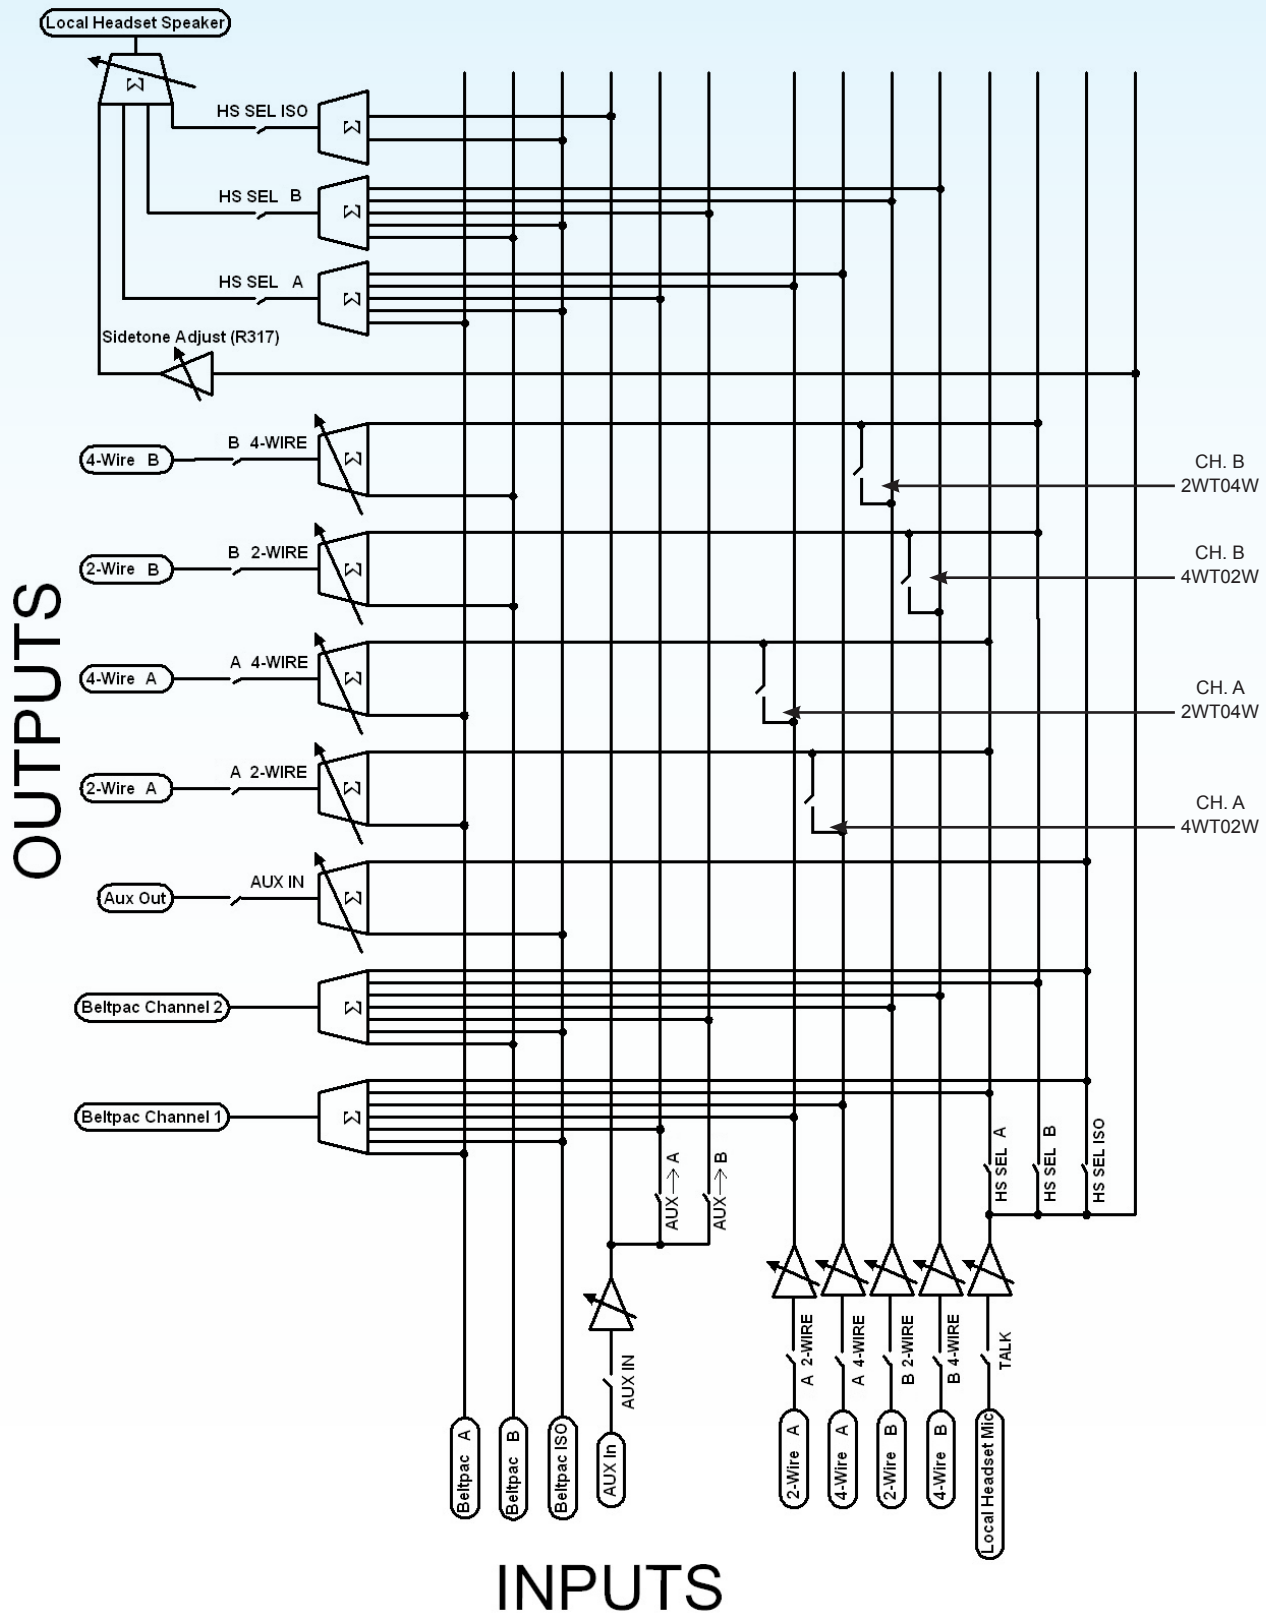 Local Headset Speaker
Σ
HS SEL ISO
Σ
HS SEL B
Σ
HS SEL A
Σ
Sidetone Adjust (R317)
4-Wire B
B 4-WIRE
Σ
CH. B
2WT04W
2-Wire B
B 2-WIRE
Σ
CH. B
4WT02W
4-Wire A
A 4-WIRE
Σ
CH. A
2WT04W
2-Wire A
A 2-WIRE
Σ
CH. A
4WT02W
Aux Out
AUX IN
Σ
Beltpac Channel 2
Σ
Beltpac Channel 1
Σ
OUTPUTS
AUX→A
AUX→B
HS SEL A
HS SEL B
HS SEL ISO
AUX IN
A 2-WIRE
A 4-WIRE
B 2-WIRE
B 4-WIRE
TALK
Beltpac A
Beltpac B
Beltpac ISO
AUX In
2-Wire A
4-Wire A
2-Wire B
4-Wire B
Local Headset Mic
INPUTS